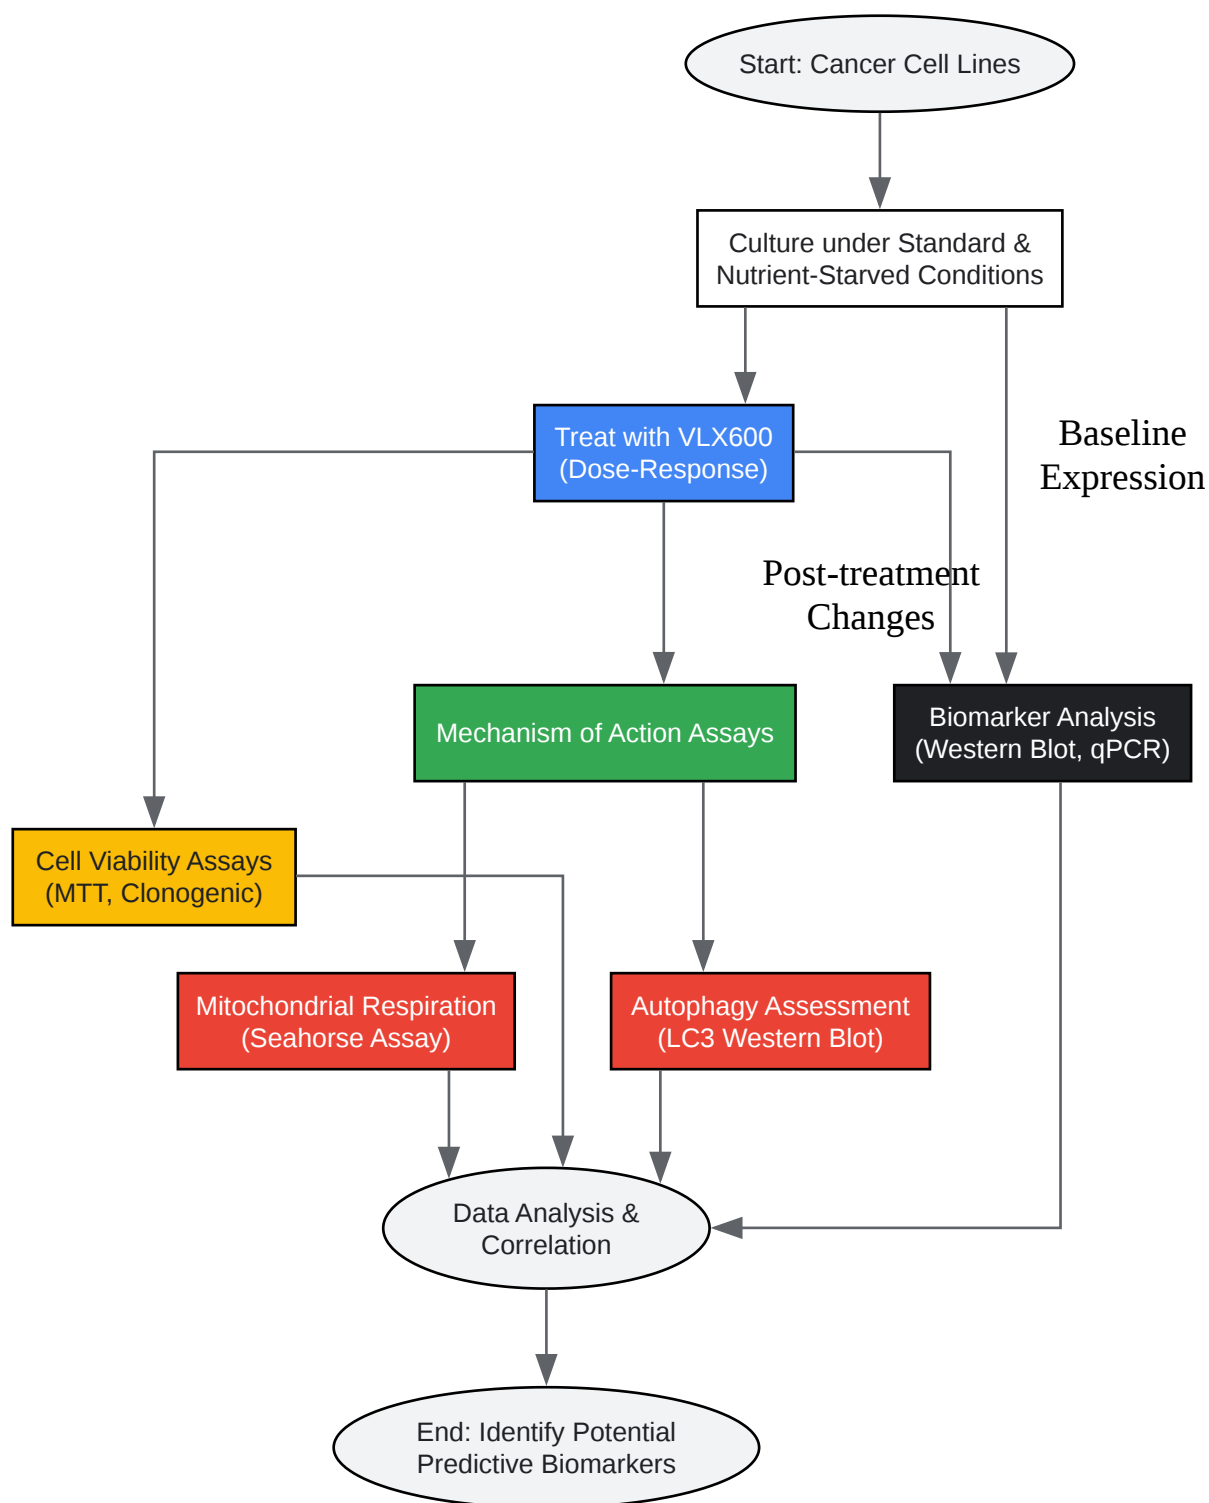 Start: Cancer Cell Lines
Culture under Standard &
Nutrient-Starved Conditions
Treat with VLX600
(Dose-Response)
Baseline
Expression
Post-treatment
Changes
Mechanism of Action Assays
Biomarker Analysis
(Western Blot, qPCR)
Cell Viability Assays
(MTT, Clonogenic)
Mitochondrial Respiration
(Seahorse Assay)
Autophagy Assessment
(LC3 Western Blot)
Data Analysis &
Correlation
End: Identify Potential
Predictive Biomarkers